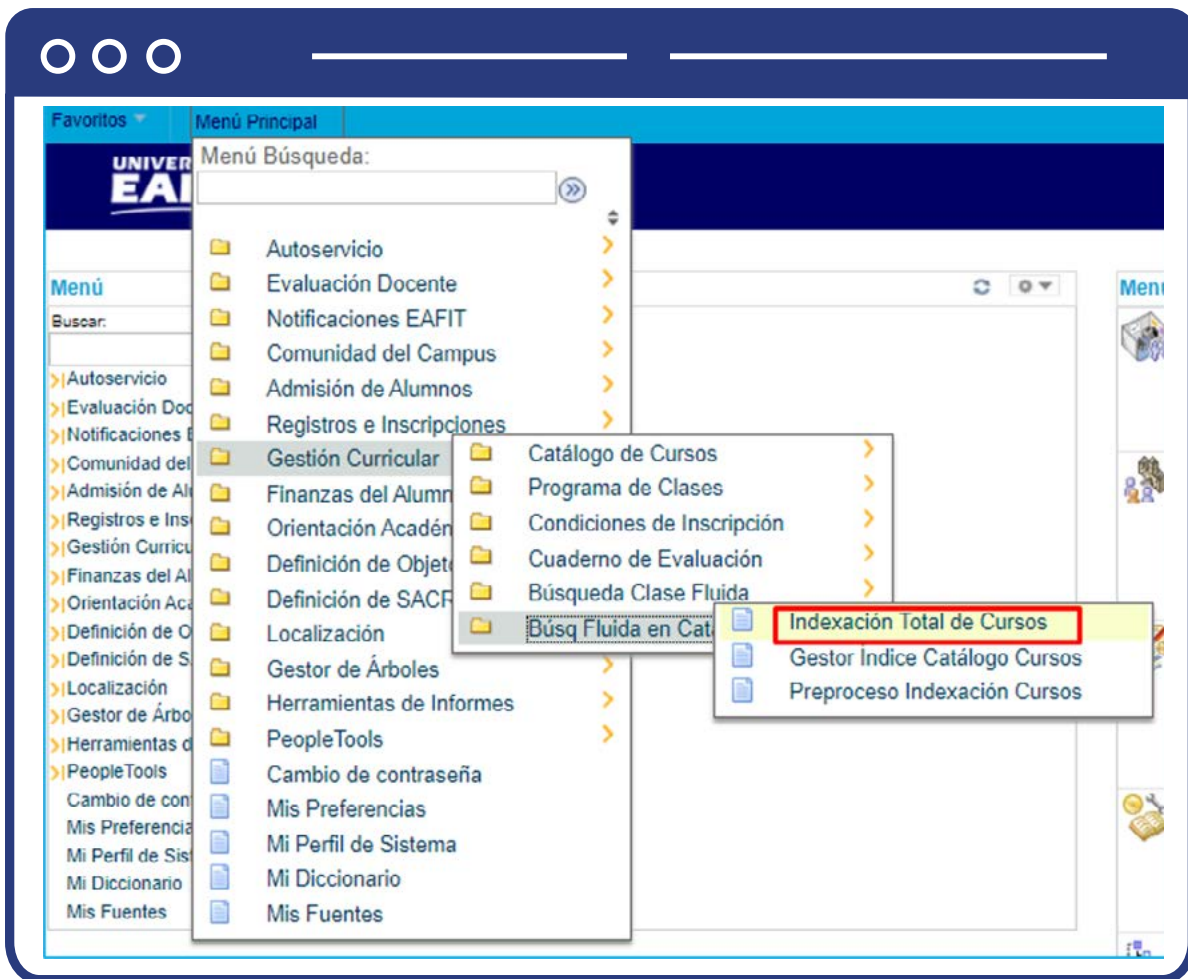 Favoritos Menú Principal
UNIVER
EAI
Menú Búsqueda:
Autoservicio
Evaluación Docente
Notificaciones EAFIT
Comunidad del Campus
Admisión de Alumnos
Registros e Inscripciones
Gestión Curricular
Finanzas del Alumn
Orientación Académ
Definición de Objet
Definición de SACR
Localización
Gestor de Árboles
Herramientas de Informes
PeopleTools
Cambio de contraseña
Mis Preferencias
Mi Perfil de Sistema
Mi Diccionario
Mis Fuentes
Catálogo de Cursos
Programa de Clases
Condiciones de Inscripción
Cuaderno de Evaluación
Búsqueda Clase Fluida
Búsq Fluida en Cat
Indexación Total de Cursos
Gestor Índice Catálogo Cursos
Preproceso Indexación Cursos
Menú
Buscar:
Autoservicio
Evaluación Doc
Notificaciones E
Comunidad del
Admisión de Alu
Registros e Ins
Gestión Curricu
Finanzas del Al
Orientación Aca
Definición de O
Definición de S
Localización
Gestor de Árbo
Herramientas d
PeopleTools
Cambio de con
Mis Preferencia
Mi Perfil de Sis
Mi Diccionario
Mis Fuentes
Menú